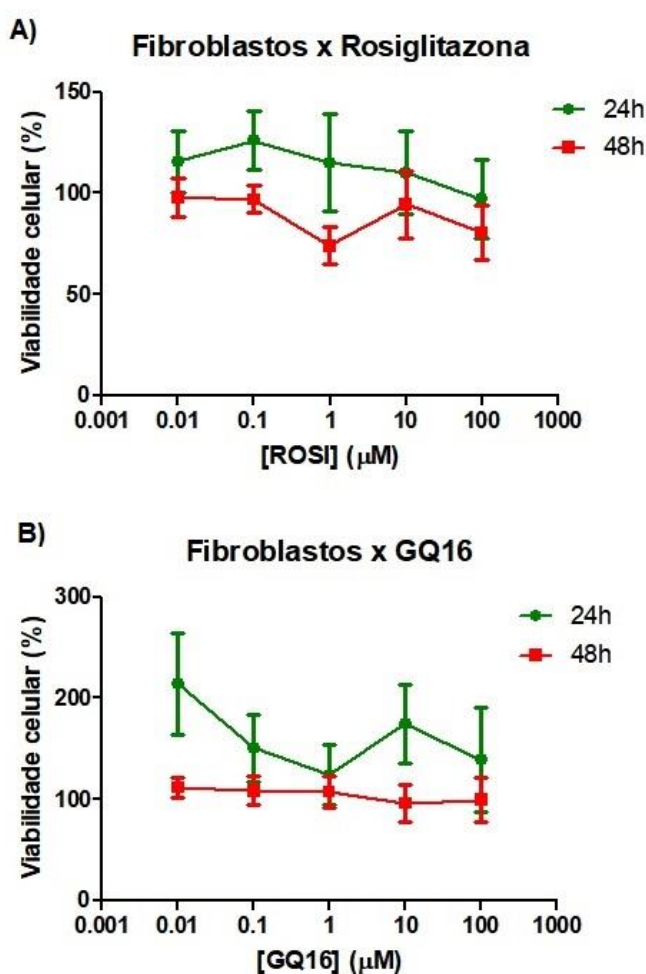 A)
Fibroblastos x Rosiglitazona
Viabilidade celular (%)
150
100
50
0
0.001 0.01 0.1 1 10 100 1000
[ROSI] (µM)
24h
48h
B)
Fibroblastos x GQ16
Viabilidade celular (%)
300
200
100
0
0.001 0.01 0.1 1 10 100 1000
[GQ16] (µM)
24h
48h